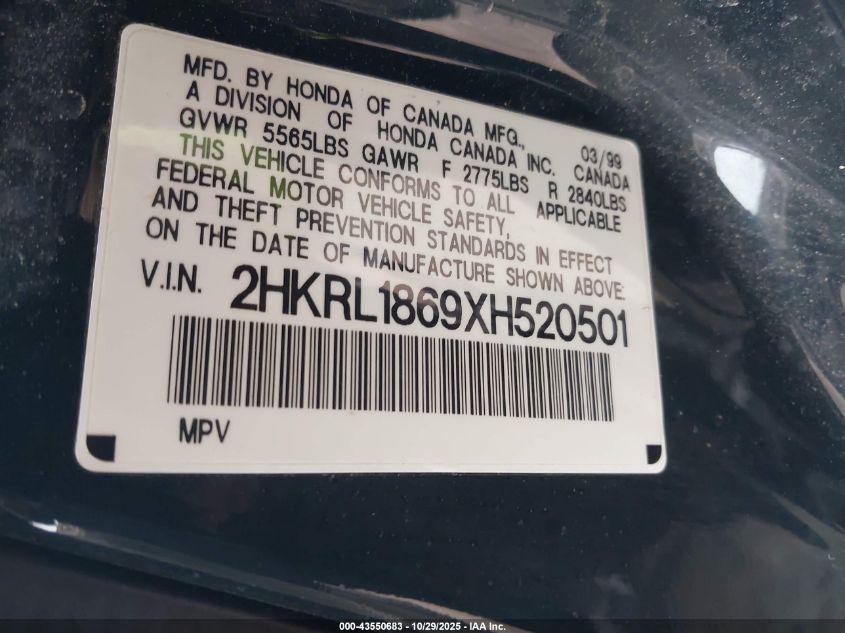 MFD. BY HONDA OF CANADA MFG., 03/99
A DIVISION OF HONDA CANADA INC. CANADA
GVWR 5565LBS GAWR F 2775LBS R 2840LBS
THIS VEHICLE CONFORMS TO ALL APPLICABLE
FEDERAL MOTOR VEHICLE SAFETY,
AND THEFT PREVENTION STANDARDS IN EFFECT
ON THE DATE OF MANUFACTURE SHOWN ABOVE.
V.I.N. 2HKRL1869XH520501
MPV
000-43550683 | 10/29/2025 - IAA Inc.